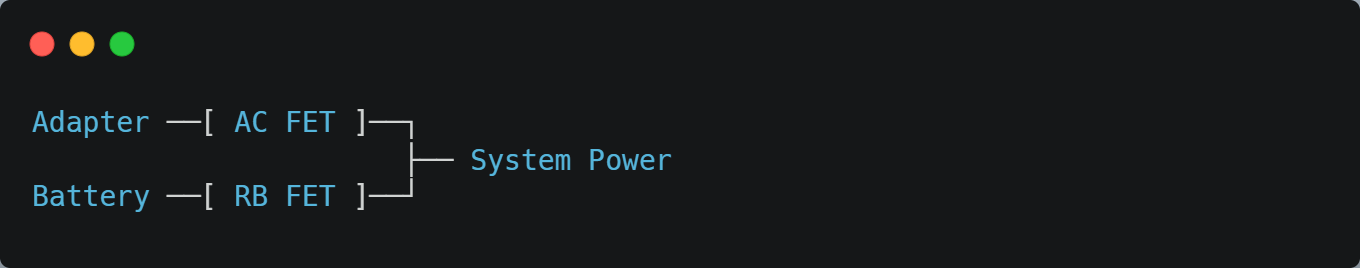 Adapter ──[ AC FET ]──┐
                      ├── System Power
Battery ──[ RB FET ]──┘